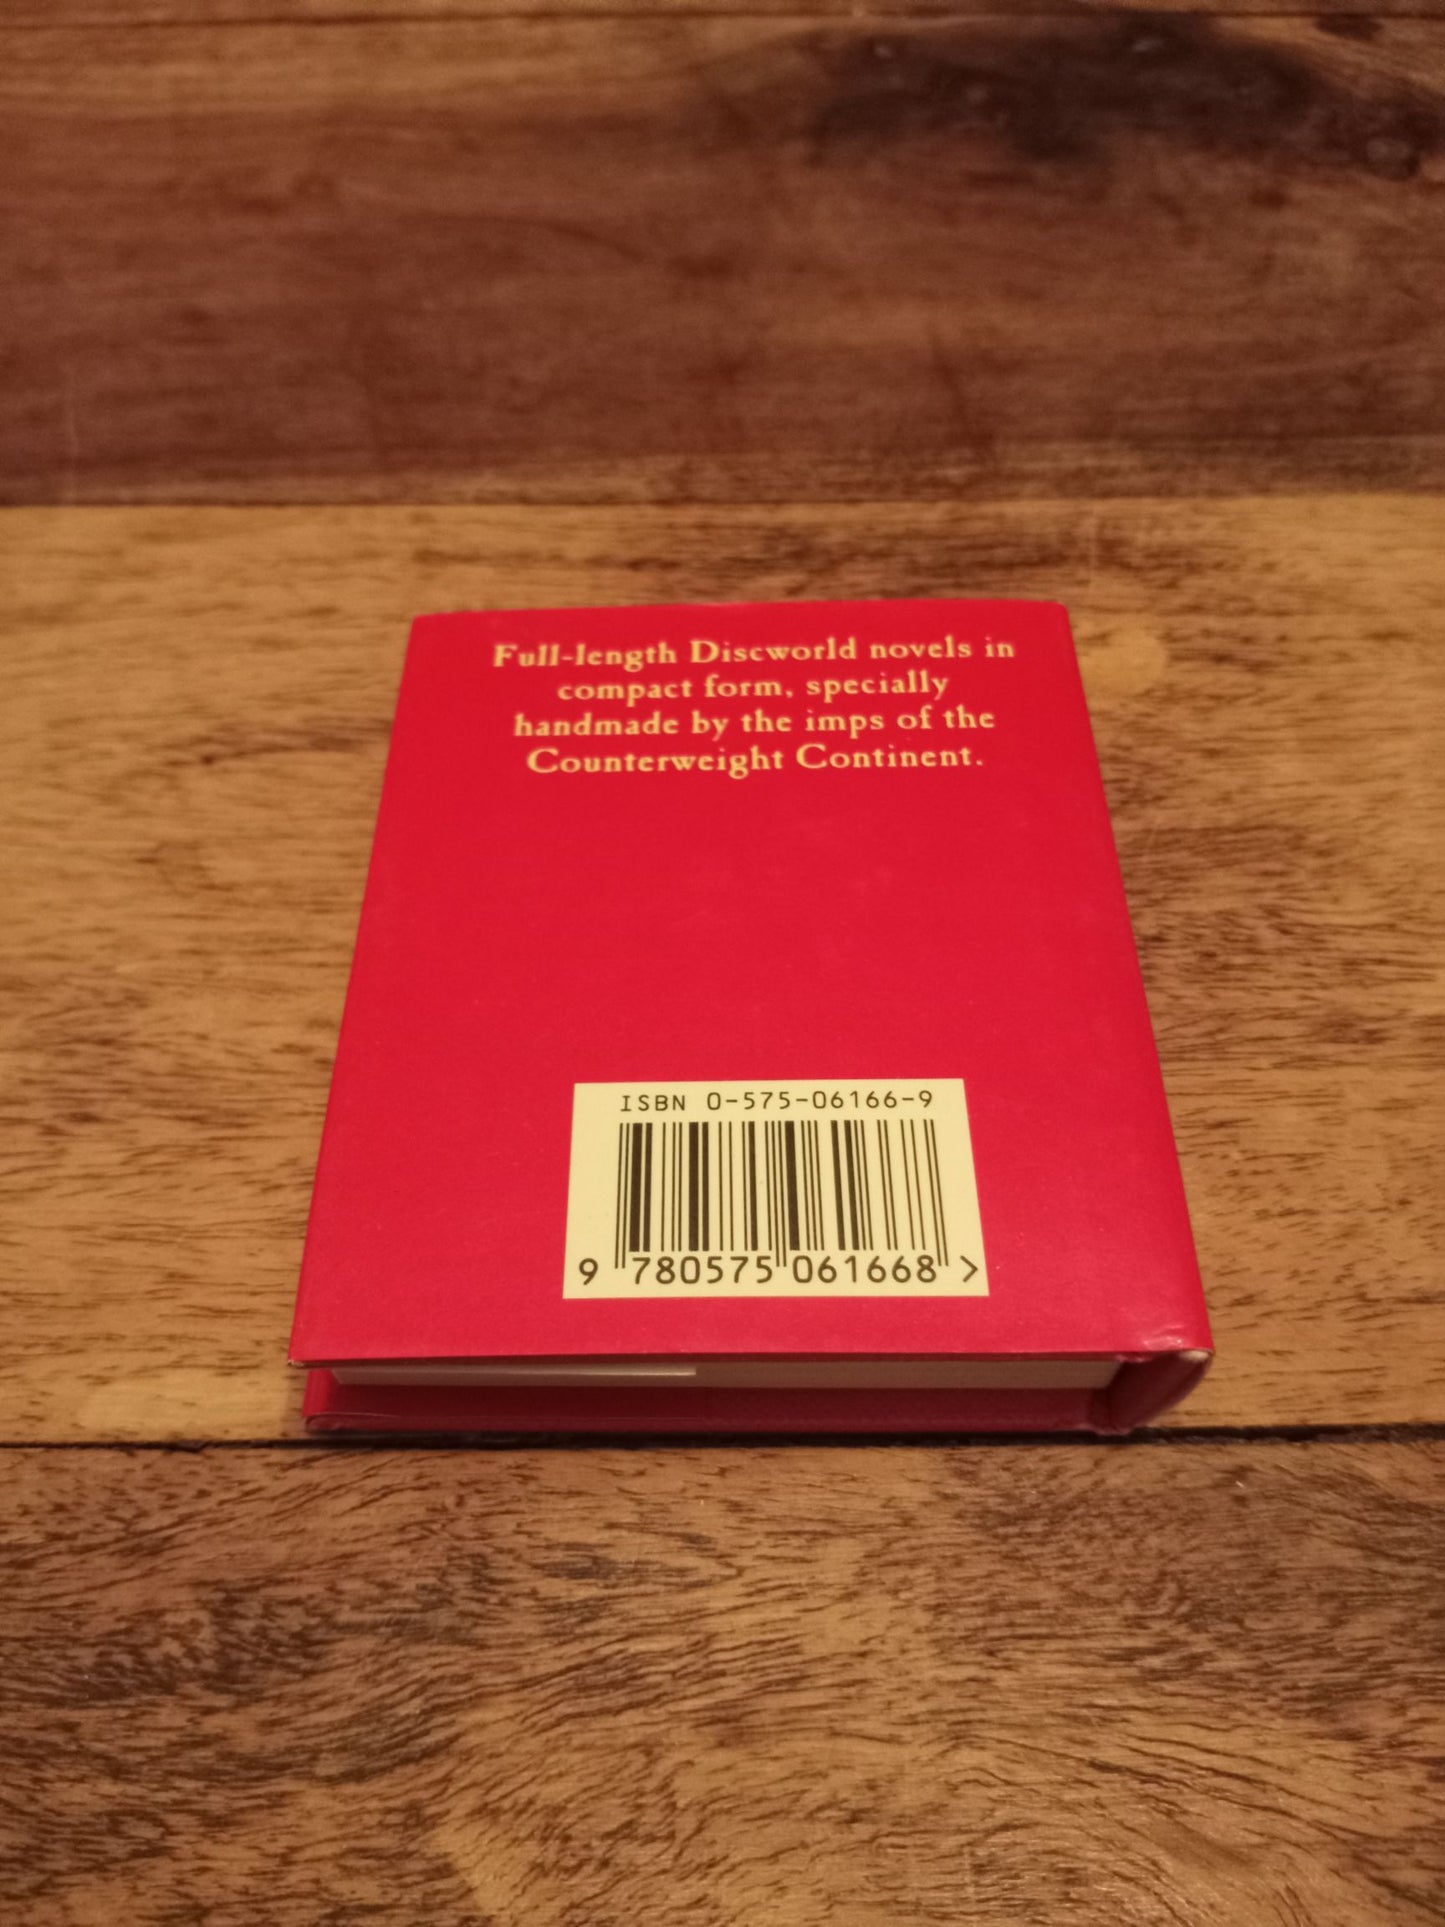 Full-length Discworld novels in
compact form, specially
handmade by the imps of the
Counterweight Continent.
ISBN 0-575-06166-9
9 780575 061668 >